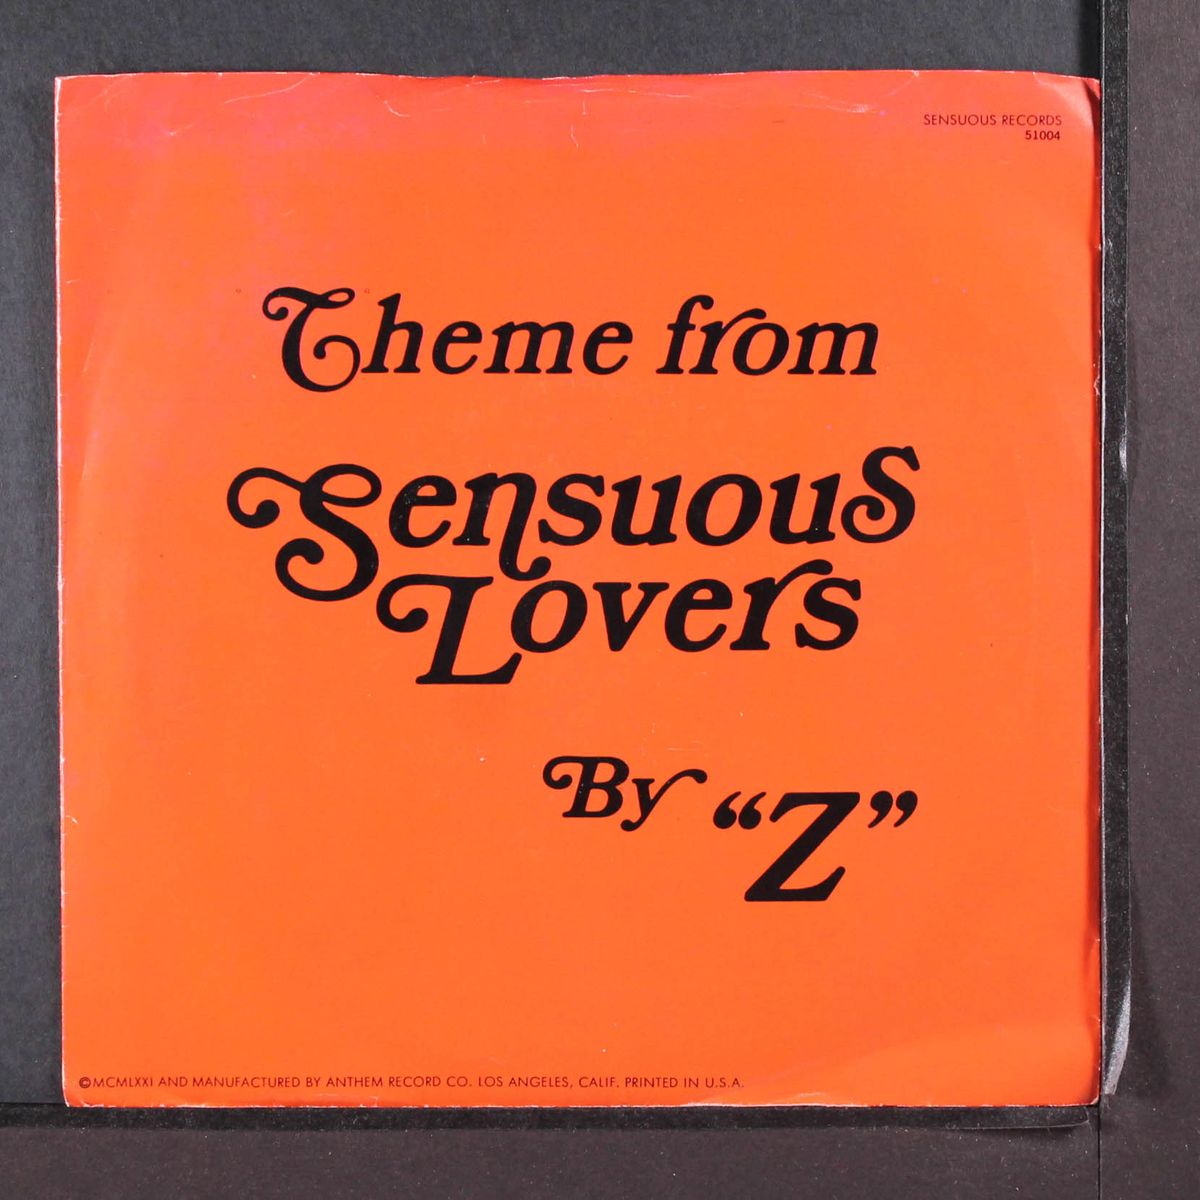 SENSUOUS RECORDS
51004
Theme from
Sensuous
Lovers
By “Z”
©MCMLXXI AND MANUFACTURED BY ANTHEM RECORD CO. LOS ANGELES, CALIF. PRINTED IN U.S.A.